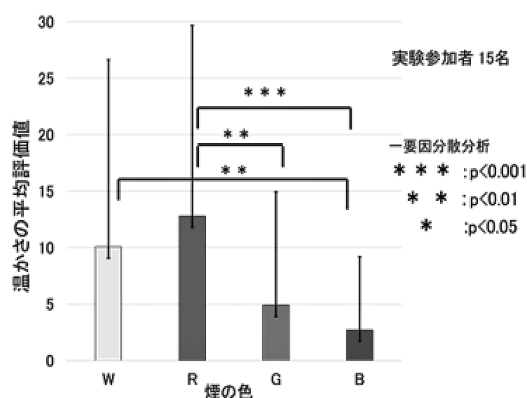 30
25
20
15
10
5
0
温かさの平均評価値
W
R
G
B
煙の色
***
**
**
実験参加者 15名
一要因分散分析
*** :p<0.001
** :p<0.01
* :p<0.05